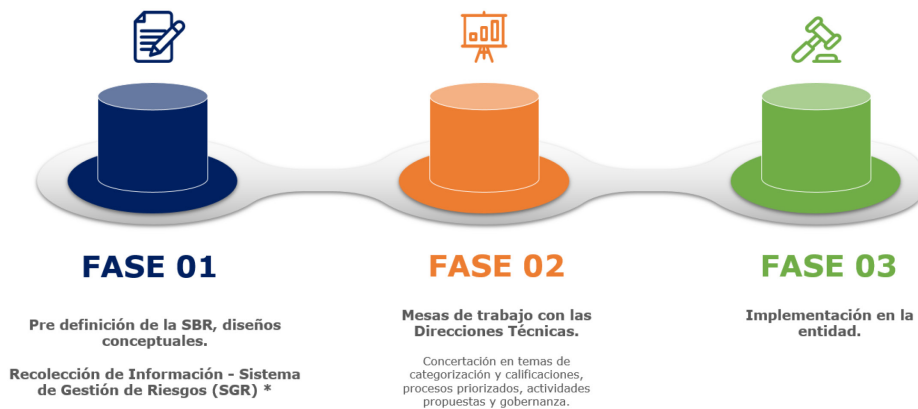 FASE 01
Pre definición de la SBR, diseños
conceptuales.
Recolección de Información - Sistema
de Gestión de Riesgos (SGR) *
FASE 02
Mesas de trabajo con las
Direcciones Técnicas.
Concertación en temas de
categorización y calificaciones,
procesos priorizados, actividades
propuestas y gobernanza.
FASE 03
Implementación en la
entidad.